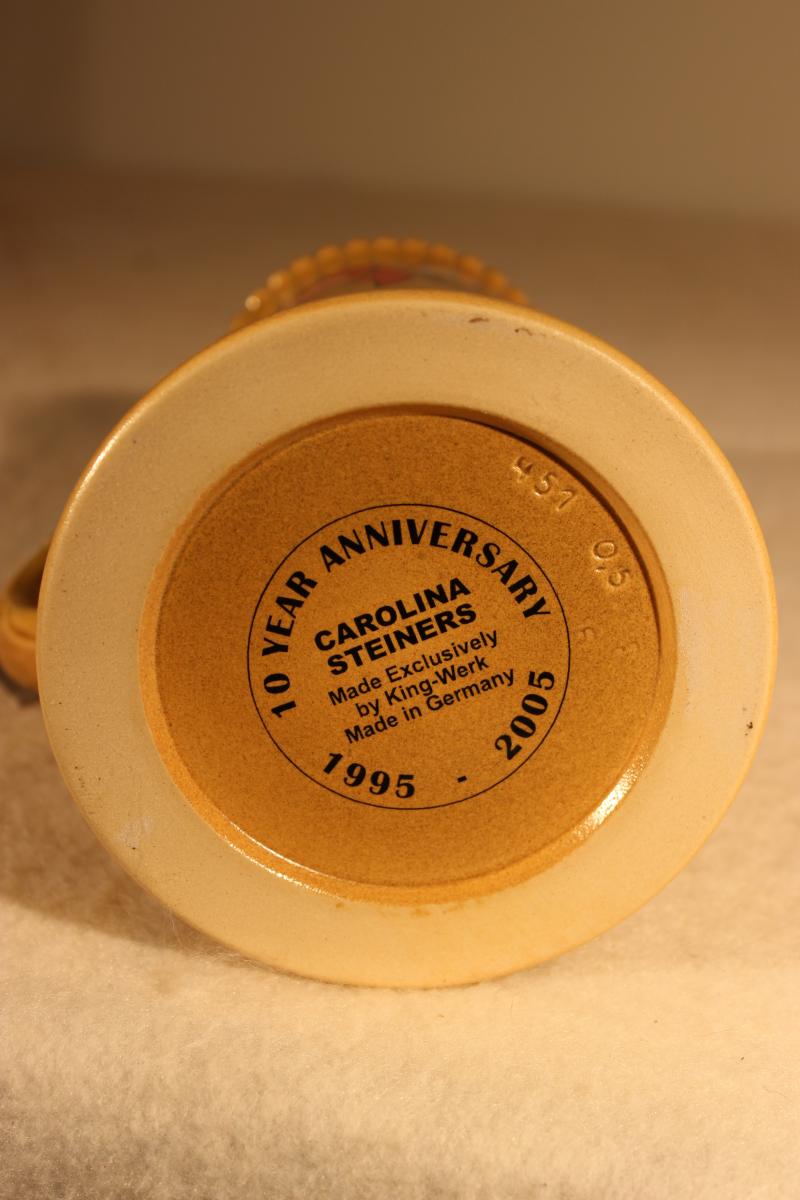 10 YEAR ANNIVERSARY
CAROLINA
STEINERS
Made Exclusively
by King-Werk
Made in Germany
1995 - 2005
451
0,5